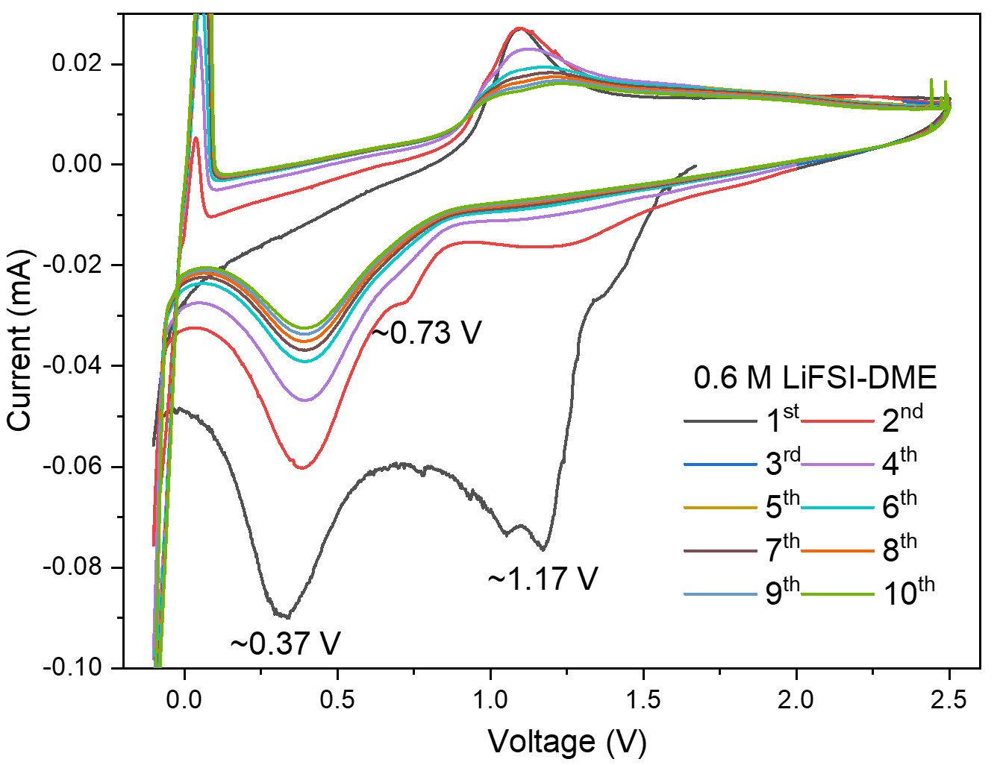 0.02
0.00
-0.02
-0.04
-0.06
-0.08
-0.10
Current (mA)
~0.73 V
~1.17 V
~0.37 V
0.6 M LiFSI-DME
1st 2nd
3rd 4th
5th 6th
7th 8th
9th 10th
0.0 0.5 1.0 1.5 2.0 2.5
Voltage (V)